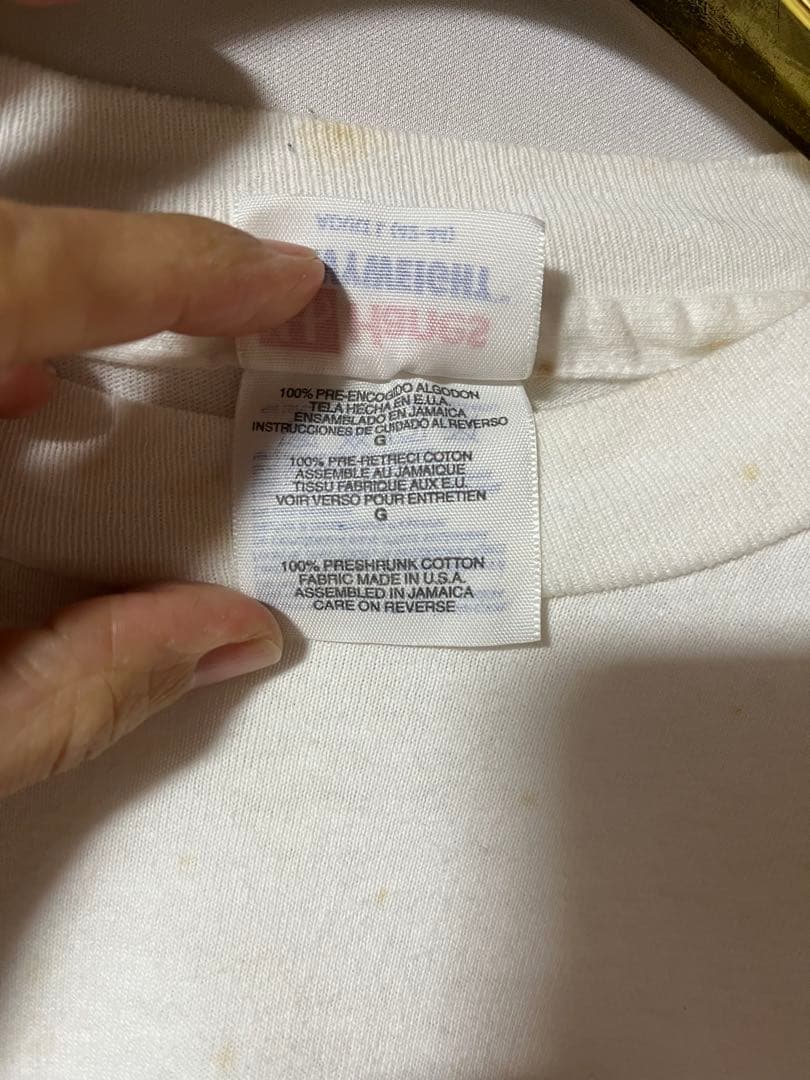 100% PRE-ENCOGIDO ALGODON
TELA HECHA EN E.U.A.
ENSAMBLADO EN JAMAICA
INSTRUCCIONES DE CUIDADO AL REVERSO
G
100% PRE-RETRECI COTON
ASSEMBLE AU JAMAIQUE
TISSU FABRIQUE AUX E.U.
VOIR VERSO POUR ENTRETIEN
G
100% PRESHRUNK COTTON
FABRIC MADE IN U.S.A.
ASSEMBLED IN JAMAICA
CARE ON REVERSE